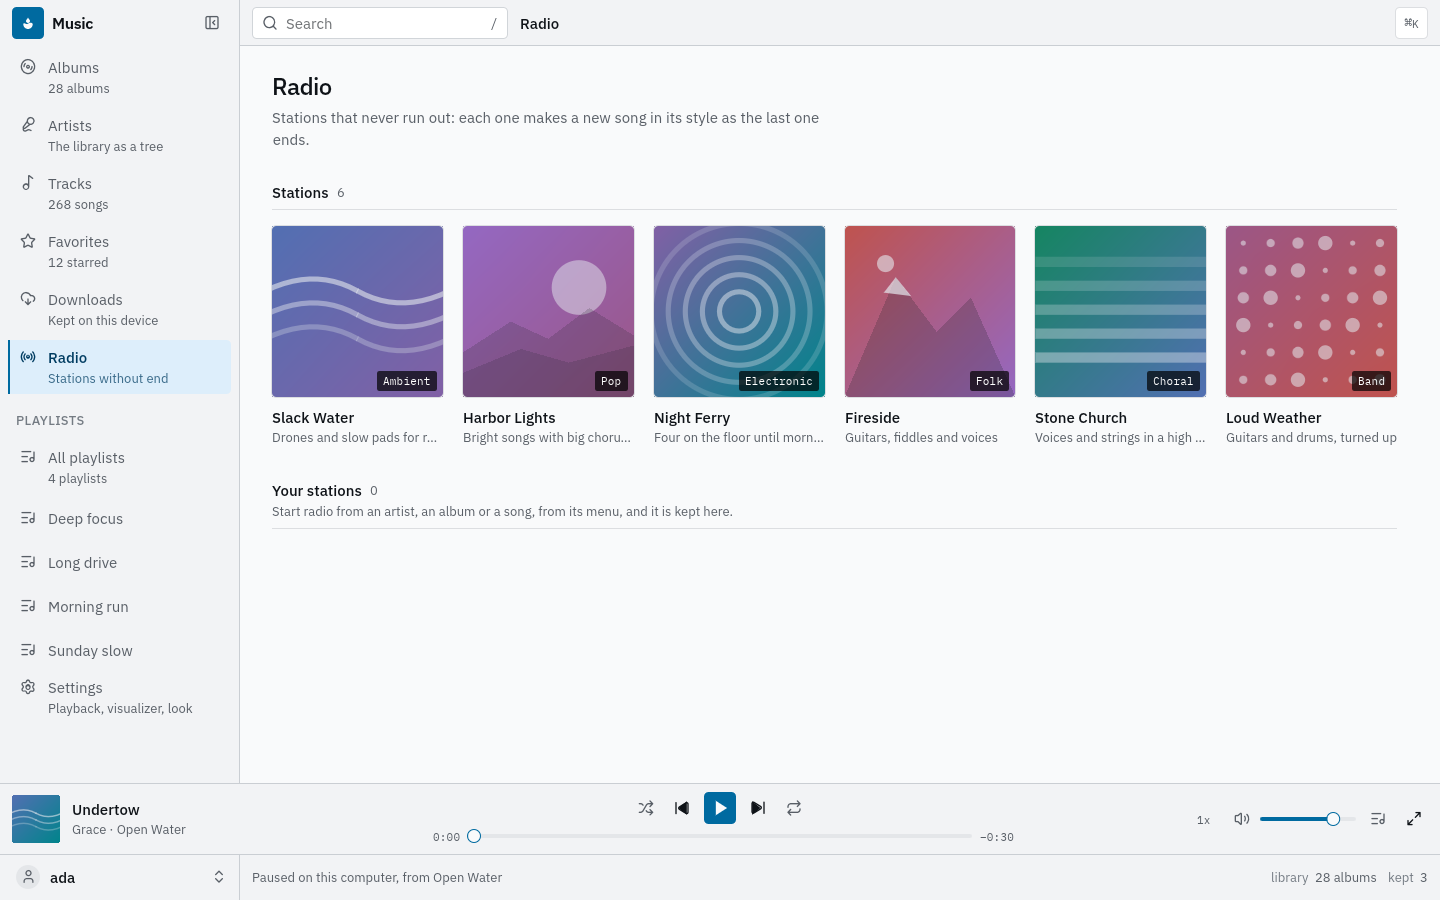 Music
Search /
Radio
⌘K
Albums
28 albums
Artists
The library as a tree
Tracks
268 songs
Favorites
12 starred
Downloads
Kept on this device
Radio
Stations without end
PLAYLISTS
All playlists
4 playlists
Deep focus
Long drive
Morning run
Sunday slow
Settings
Playback, visualizer, look
Radio
Stations that never run out: each one makes a new song in its style as the last one
ends.
Stations 6
Ambient
Slack Water
Drones and slow pads for r…
Pop
Harbor Lights
Bright songs with big choru…
Electronic
Night Ferry
Four on the floor until morn…
Folk
Fireside
Guitars, fiddles and voices
Choral
Stone Church
Voices and strings in a high …
Band
Loud Weather
Guitars and drums, turned up
Your stations 0
Start radio from an artist, an album or a song, from its menu, and it is kept here.
Undertow
Grace · Open Water
0:00
−0:30
1x
ada
Paused on this computer, from Open Water
library 28 albums kept 3